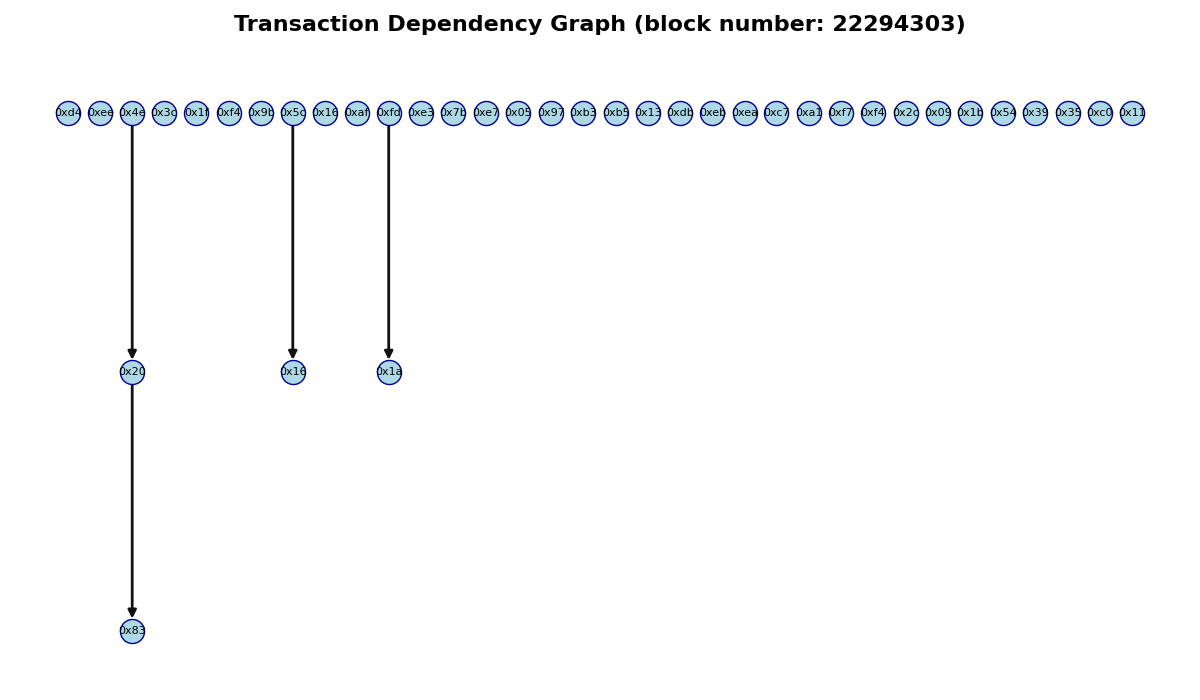 Transaction Dependency Graph (block number: 22294303)
0xd4 0xee 0x4e 0x3c 0x1f 0xf4 0x9b 0x5c 0x16 0xaf 0xfd 0xe3 0x7b 0xe7 0x05 0x97 0xb3 0xb5 0x13 0xdb 0xeb 0xea 0xc7 0xa1 0xf7 0xf4 0x2c 0x09 0x1b 0x54 0x39 0x35 0xc0 0x11
0x20 0x16 0x1a
0x83